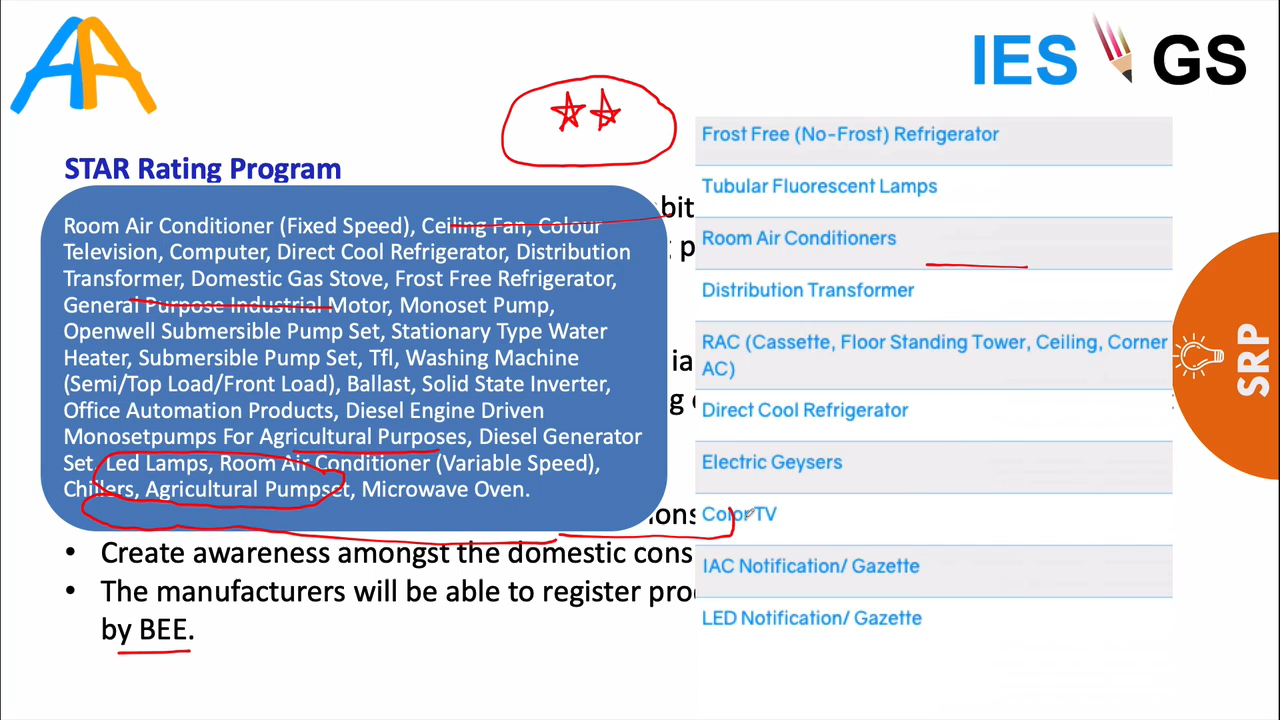 IES GS
STAR Rating Program
Room Air Conditioner (Fixed Speed), Ceiling Fan, Colour
Television, Computer, Direct Cool Refrigerator, Distribution
Transformer, Domestic Gas Stove, Frost Free Refrigerator,
General Purpose Industrial Motor, Monoset Pump,
Openwell Submersible Pump Set, Stationary Type Water
Heater, Submersible Pump Set, Tfl, Washing Machine
(Semi/Top Load/Front Load), Ballast, Solid State Inverter,
Office Automation Products, Diesel Engine Driven
Monosetpumps For Agricultural Purposes, Diesel Generator
Set, Led Lamps, Room Air Conditioner (Variable Speed),
Chillers, Agricultural Pumpset, Microwave Oven.
• Create awareness amongst the domestic cons
• The manufacturers will be able to register
by BEE.
Frost Free (No-Frost) Refrigerator
Tubular Fluorescent Lamps
Room Air Conditioners
Distribution Transformer
RAC (Cassette, Floor Standing Tower, Ceiling, Corner
AC)
Direct Cool Refrigerator
Electric Geysers
Color TV
IAC Notification/ Gazette
LED Notification/ Gazette
SRP